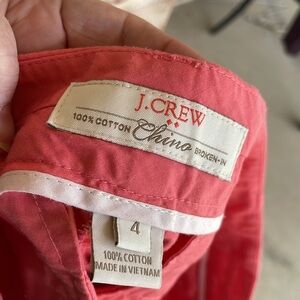 J.CREW
100% COTTON Chino BROKEN-IN
4
100% COTTON
MADE IN VIETNAM